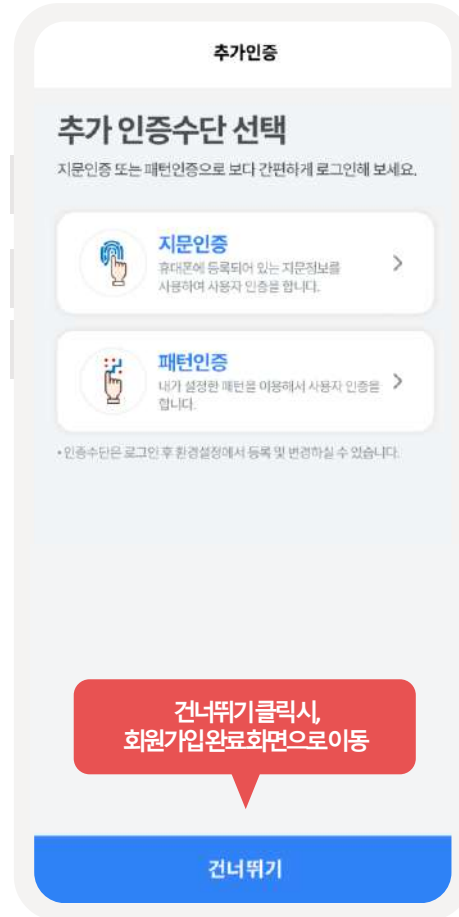 추가인증
추가 인증수단 선택
지문인증 또는 패턴인증으로 보다 간편하게 로그인해 보세요.
지문인증
휴대폰에 등록되어 있는 지문정보를
사용하여 사용자 인증을 합니다.
패턴인증
내가 설정한 패턴을 이용해서 사용자 인증을
합니다.
• 인증수단은 로그인 후 환경설정에서 등록 및 변경하실 수 있습니다.
건너뛰기 클릭시,
회원가입완료화면으로이동
건너뛰기